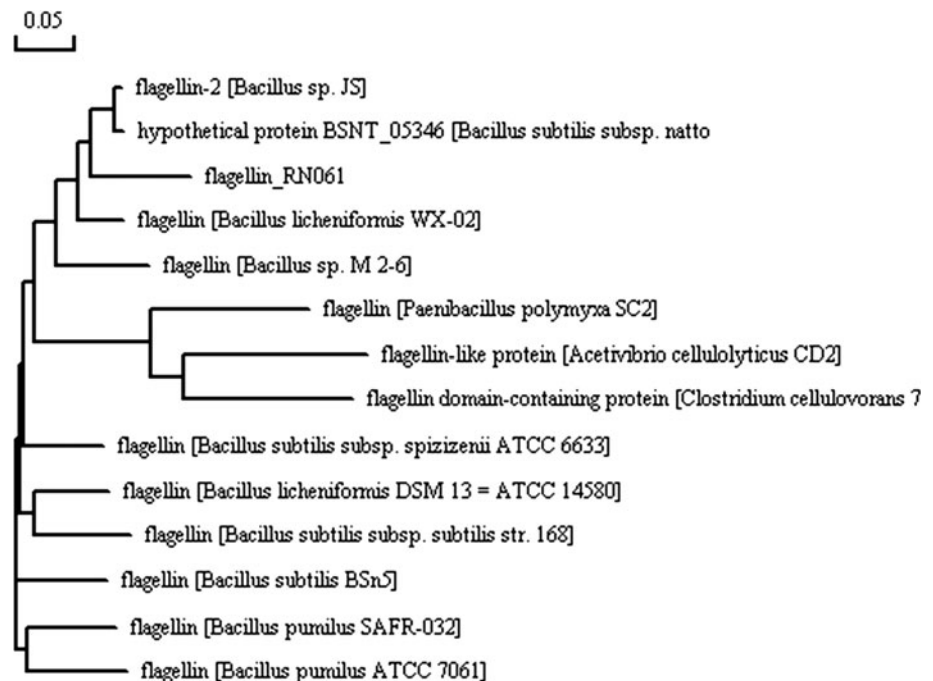 0.05
flagellin-2 [Bacillus sp. JS]
hypothetical protein BSNT_05346 [Bacillus subtilis subsp. natto
flagellin_RN061
flagellin [Bacillus licheniformis WX-02]
flagellin [Bacillus sp. M 2-6]
flagellin [Paenibacillus polymyxa SC2]
flagellin-like protein [Acetivibrio cellulolyticus CD2]
flagellin domain-containing protein [Clostridium cellulovorans 7
flagellin [Bacillus subtilis subsp. spizizenii ATCC 6633]
flagellin [Bacillus licheniformis DSM 13 = ATCC 14580]
flagellin [Bacillus subtilis subsp. subtilis str. 168]
flagellin [Bacillus subtilis BSn5]
flagellin [Bacillus pumilus SAFR-032]
flagellin [Bacillus pumilus ATCC 7061]